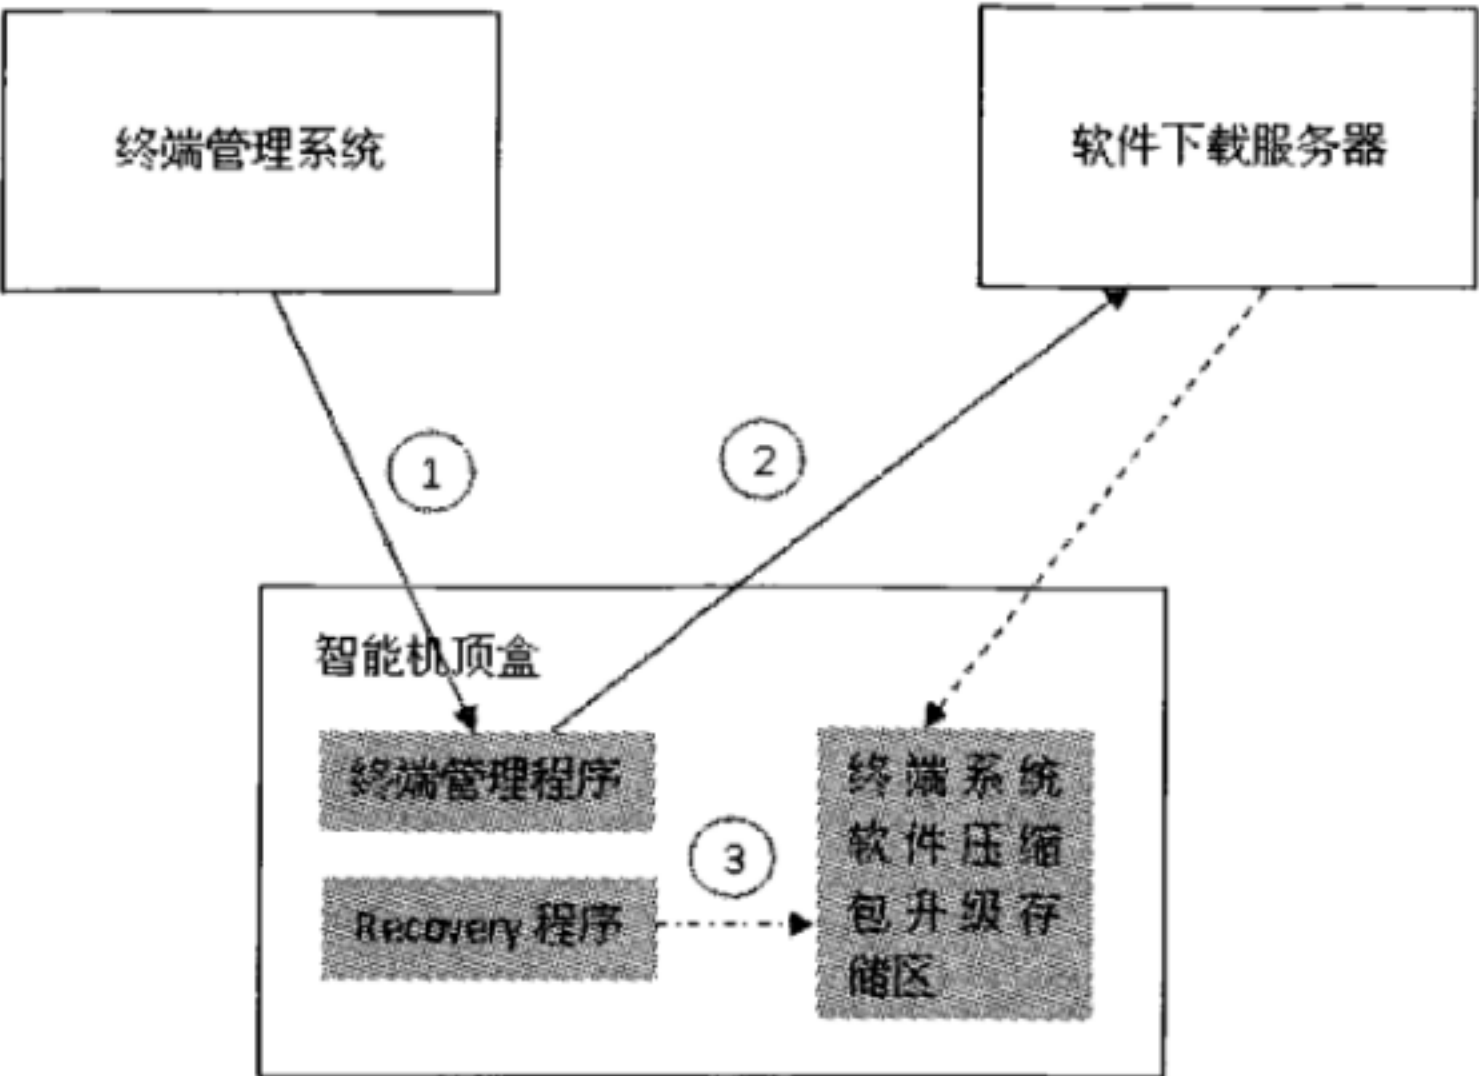 终端管理系统
软件下载服务器
1
2
智能机顶盒
终端管理程序
终端系统
软件压缩
包升级存
储区
3
Recovery 程序